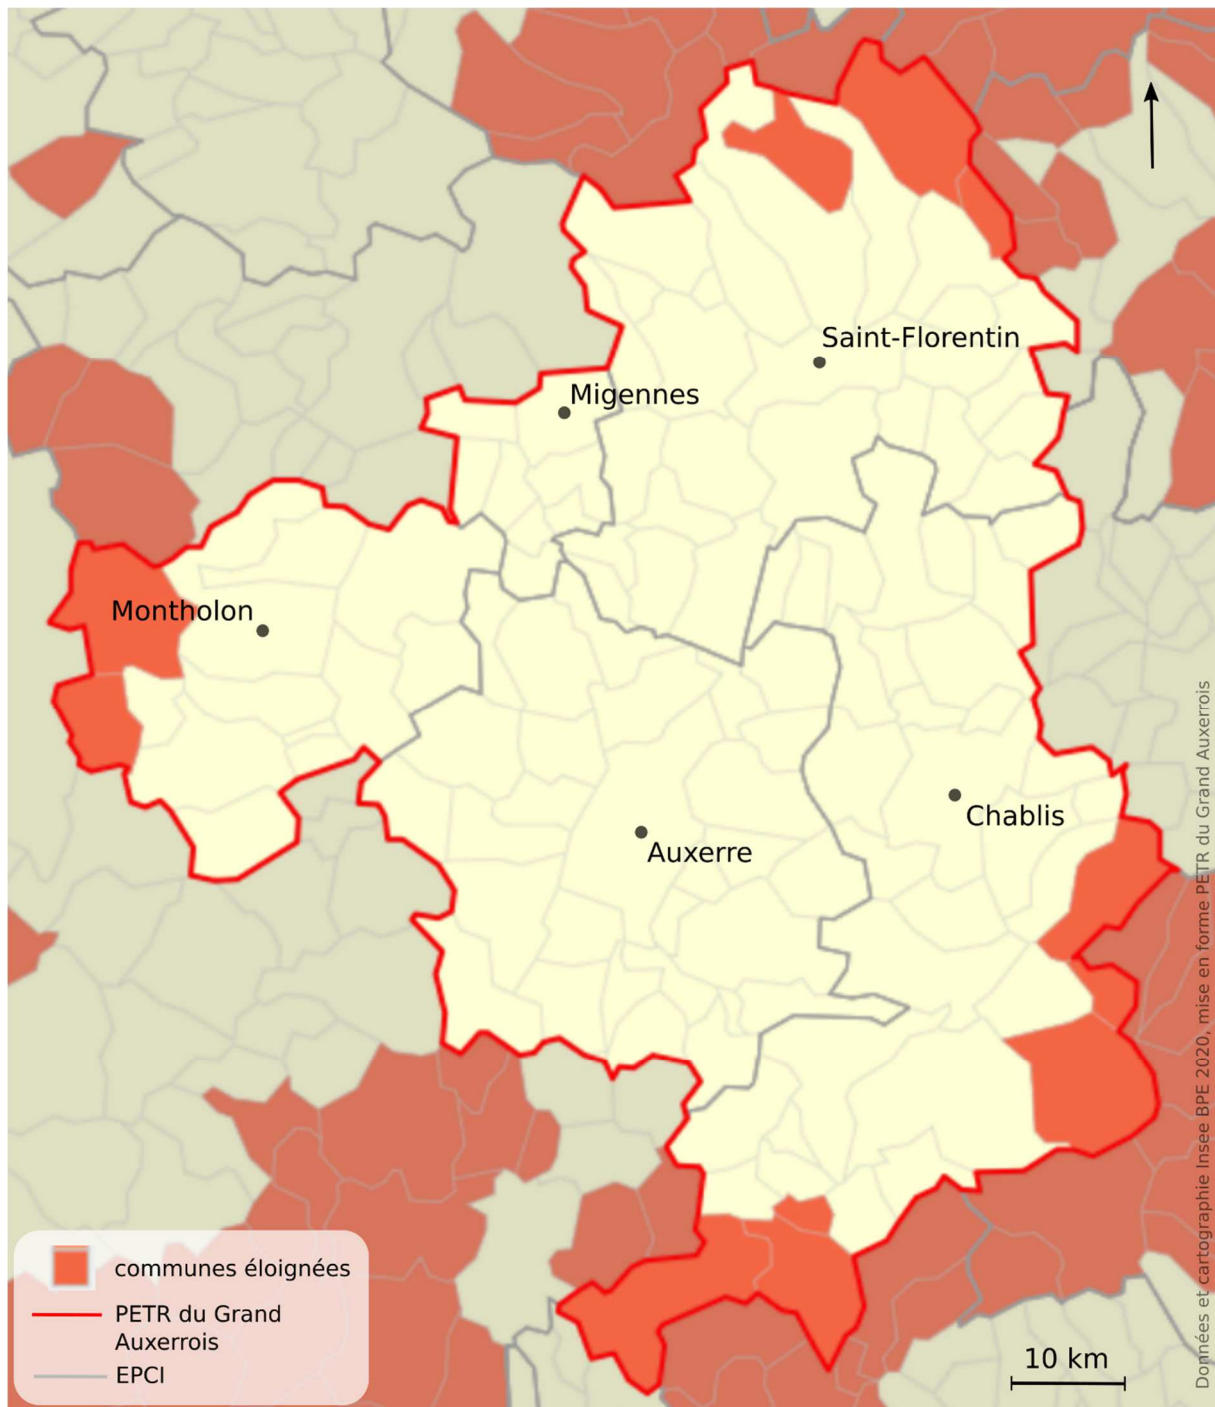 Saint-Florentin
Migennes
Montholon
Chablis
Auxerre
communes éloignées
PETR du Grand
Auxerrois
EPCI
10 km
Données et cartographie Insee BPE 2020, mise en forme PETR du Grand Auxerrois